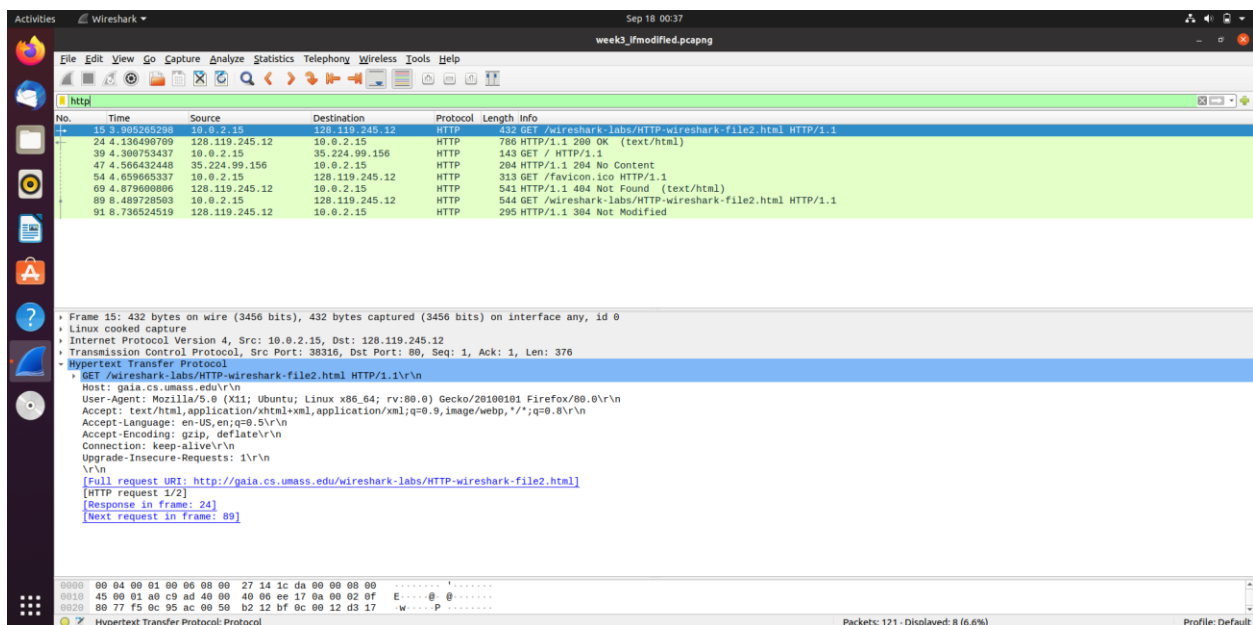 Activities Wireshark Sep 18 00:37
week3_ifmodified.pcapng
File Edit View Go Capture Analyze Statistics Telephony Wireless Tools Help
http
No. Time Source Destination Protocol Length Info
15 3.905265298 10.0.2.15 128.119.245.12 HTTP 432 GET /wireshark-labs/HTTP-wireshark-file2.html HTTP/1.1
24 4.136490709 128.119.245.12 10.0.2.15 HTTP 786 HTTP/1.1 200 OK (text/html)
39 4.300753437 10.0.2.15 35.224.99.156 HTTP 143 GET / HTTP/1.1
47 4.566432448 35.224.99.156 10.0.2.15 HTTP 204 HTTP/1.1 204 No Content
54 4.659665337 10.0.2.15 128.119.245.12 HTTP 313 GET /favicon.ico HTTP/1.1
69 4.879600806 128.119.245.12 10.0.2.15 HTTP 541 HTTP/1.1 404 Not Found (text/html)
89 8.489728503 10.0.2.15 128.119.245.12 HTTP 544 GET /wireshark-labs/HTTP-wireshark-file2.html HTTP/1.1
91 8.736524519 128.119.245.12 10.0.2.15 HTTP 295 HTTP/1.1 304 Not Modified
Frame 15: 432 bytes on wire (3456 bits), 432 bytes captured (3456 bits) on interface any, id 0
Linux cooked capture
Internet Protocol Version 4, Src: 10.0.2.15, Dst: 128.119.245.12
Transmission Control Protocol, Src Port: 38316, Dst Port: 80, Seq: 1, Ack: 1, Len: 376
Hypertext Transfer Protocol
GET /wireshark-labs/HTTP-wireshark-file2.html HTTP/1.1\r\n
Host: gaia.cs.umass.edu\r\n
User-Agent: Mozilla/5.0 (X11; Ubuntu; Linux x86_64; rv:80.0) Gecko/20100101 Firefox/80.0\r\n
Accept: text/html,application/xhtml+xml,application/xml;q=0.9,image/webp,*/*;q=0.8\r\n
Accept-Language: en-US,en;q=0.5\r\n
Accept-Encoding: gzip, deflate\r\n
Connection: keep-alive\r\n
Upgrade-Insecure-Requests: 1\r\n
\r\n
[Full request URI: http://gaia.cs.umass.edu/wireshark-labs/HTTP-wireshark-file2.html]
[HTTP request 1/2]
[Response in frame: 24]
[Next request in frame: 89]
0000 00 04 00 01 00 06 08 00 27 14 1c da 00 00 08 00 ········ '·······
0010 45 00 01 a0 c9 ad 40 00 40 06 ee 17 0a 00 02 0f E·····@· @·······
0020 80 77 f5 0c 95 ac 00 50 b2 12 bf 0c 00 12 d3 17 ·w·····P ········
Hypertext Transfer Protocol: Protocol Packets: 121 · Displayed: 8 (6.6%) Profile: Default